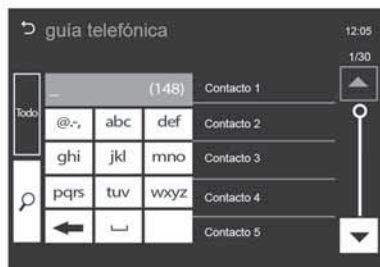 guía telefónica 12:05
1/30
_ (148) Contacto 1
Todo @.-, abc def Contacto 2
ghi jkl mno Contacto 3
pqrs tuv wxyz Contacto 4
Contacto 5